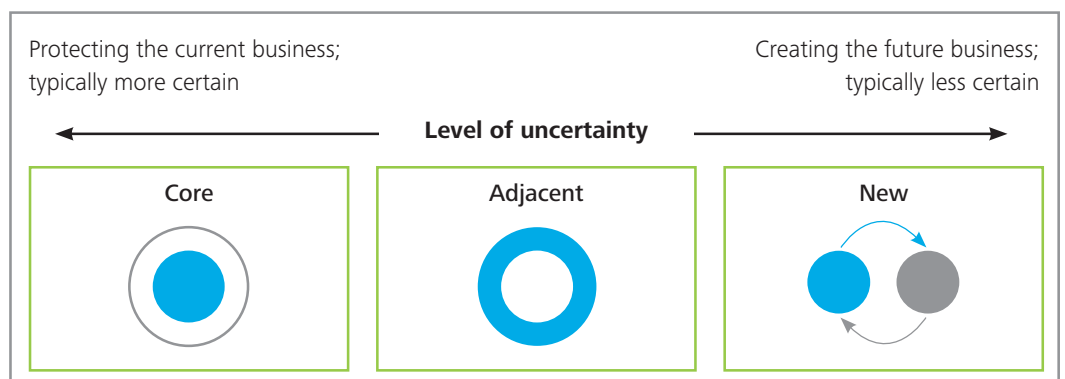 Protecting the current business;
typically more certain
Creating the future business;
typically less certain
Level of uncertainty
Core
Adjacent
New